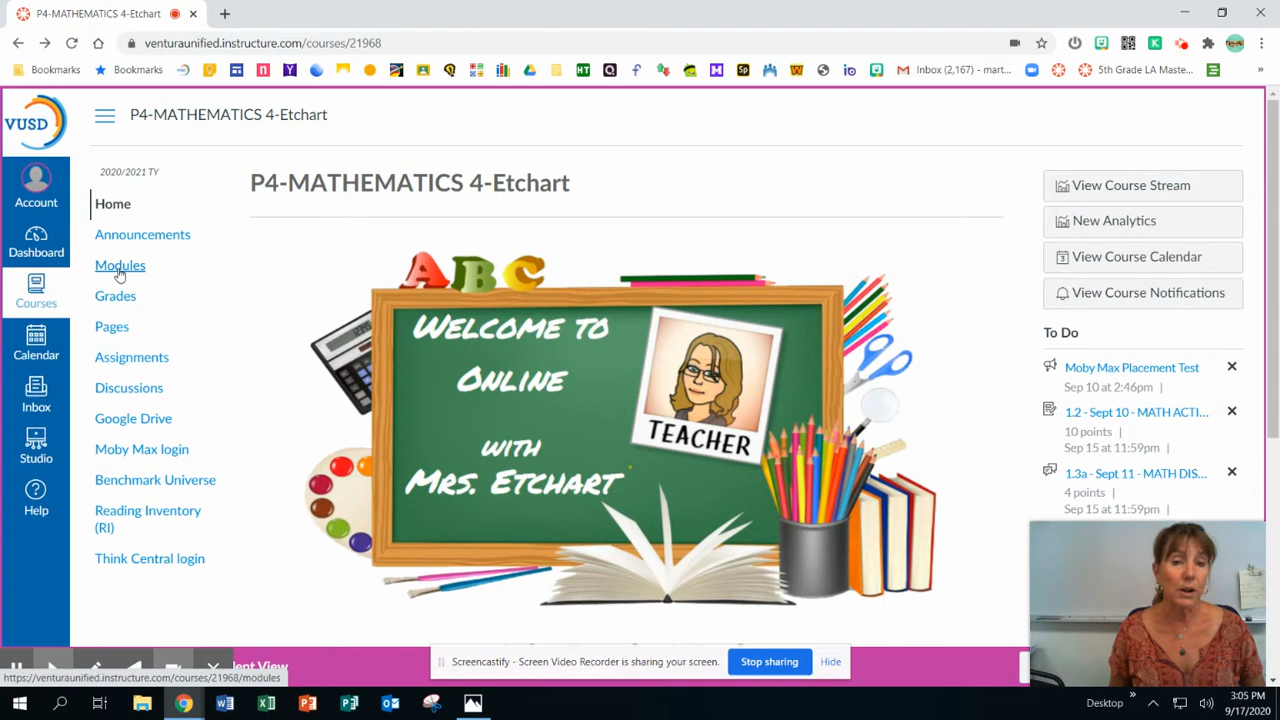 P4-MATHEMATICS 4-Etchart
venturaunified.instructure.com/courses/21968
Bookmarks
Bookmarks
Inbox (2,167) - mart...
5th Grade LA Maste...
VUSD
P4-MATHEMATICS 4-Etchart
Account
Dashboard
Courses
Calendar
Inbox
Studio
Help
2020/2021 TY
Home
Announcements
Modules
Grades
Pages
Assignments
Discussions
Google Drive
Moby Max login
Benchmark Universe
Reading Inventory
(RI)
Think Central login
P4-MATHEMATICS 4-Etchart
ABC
WELCOME TO
ONLINE
WITH
MRS. ETCHART
TEACHER
View Course Stream
New Analytics
View Course Calendar
View Course Notifications
To Do
Moby Max Placement Test
Sep 10 at 2:46pm
1.2 - Sept 10 - MATH ACTI...
10 points
Sep 15 at 11:59pm
1.3a - Sept 11 - MATH DIS...
4 points
Sep 15 at 11:59pm
Screencastify - Screen Video Recorder is sharing your screen.
Stop sharing
Hide
https://venturaunified.instructure.com/courses/21968/modules
Desktop
3:05 PM
9/17/2020